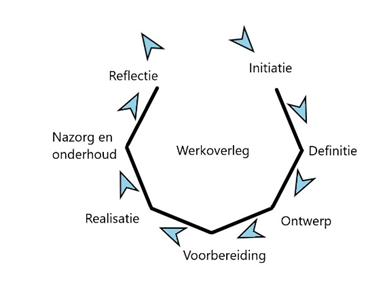 Initiatie
Reflectie
Nazorg en
onderhoud
Werkoverleg
Definitie
Realisatie
Ontwerp
Voorbereiding